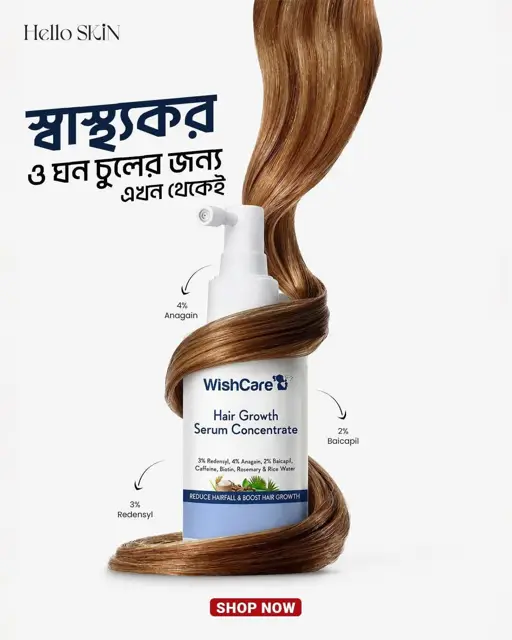 Hello SKiN
স্বাস্থ্যকর
ও ঘন চুলের জন্য
এখন থেকেই
4%
Anagain
WishCare
Hair Growth
Serum Concentrate
2%
Baicapil
3% Redensyl, 4% Anagain, 2% Baicapil,
Caffeine, Biotin, Rosemary & Rice Water
REDUCE HAIRFALL & BOOST HAIR GROWTH
3%
Redensyl
SHOP NOW